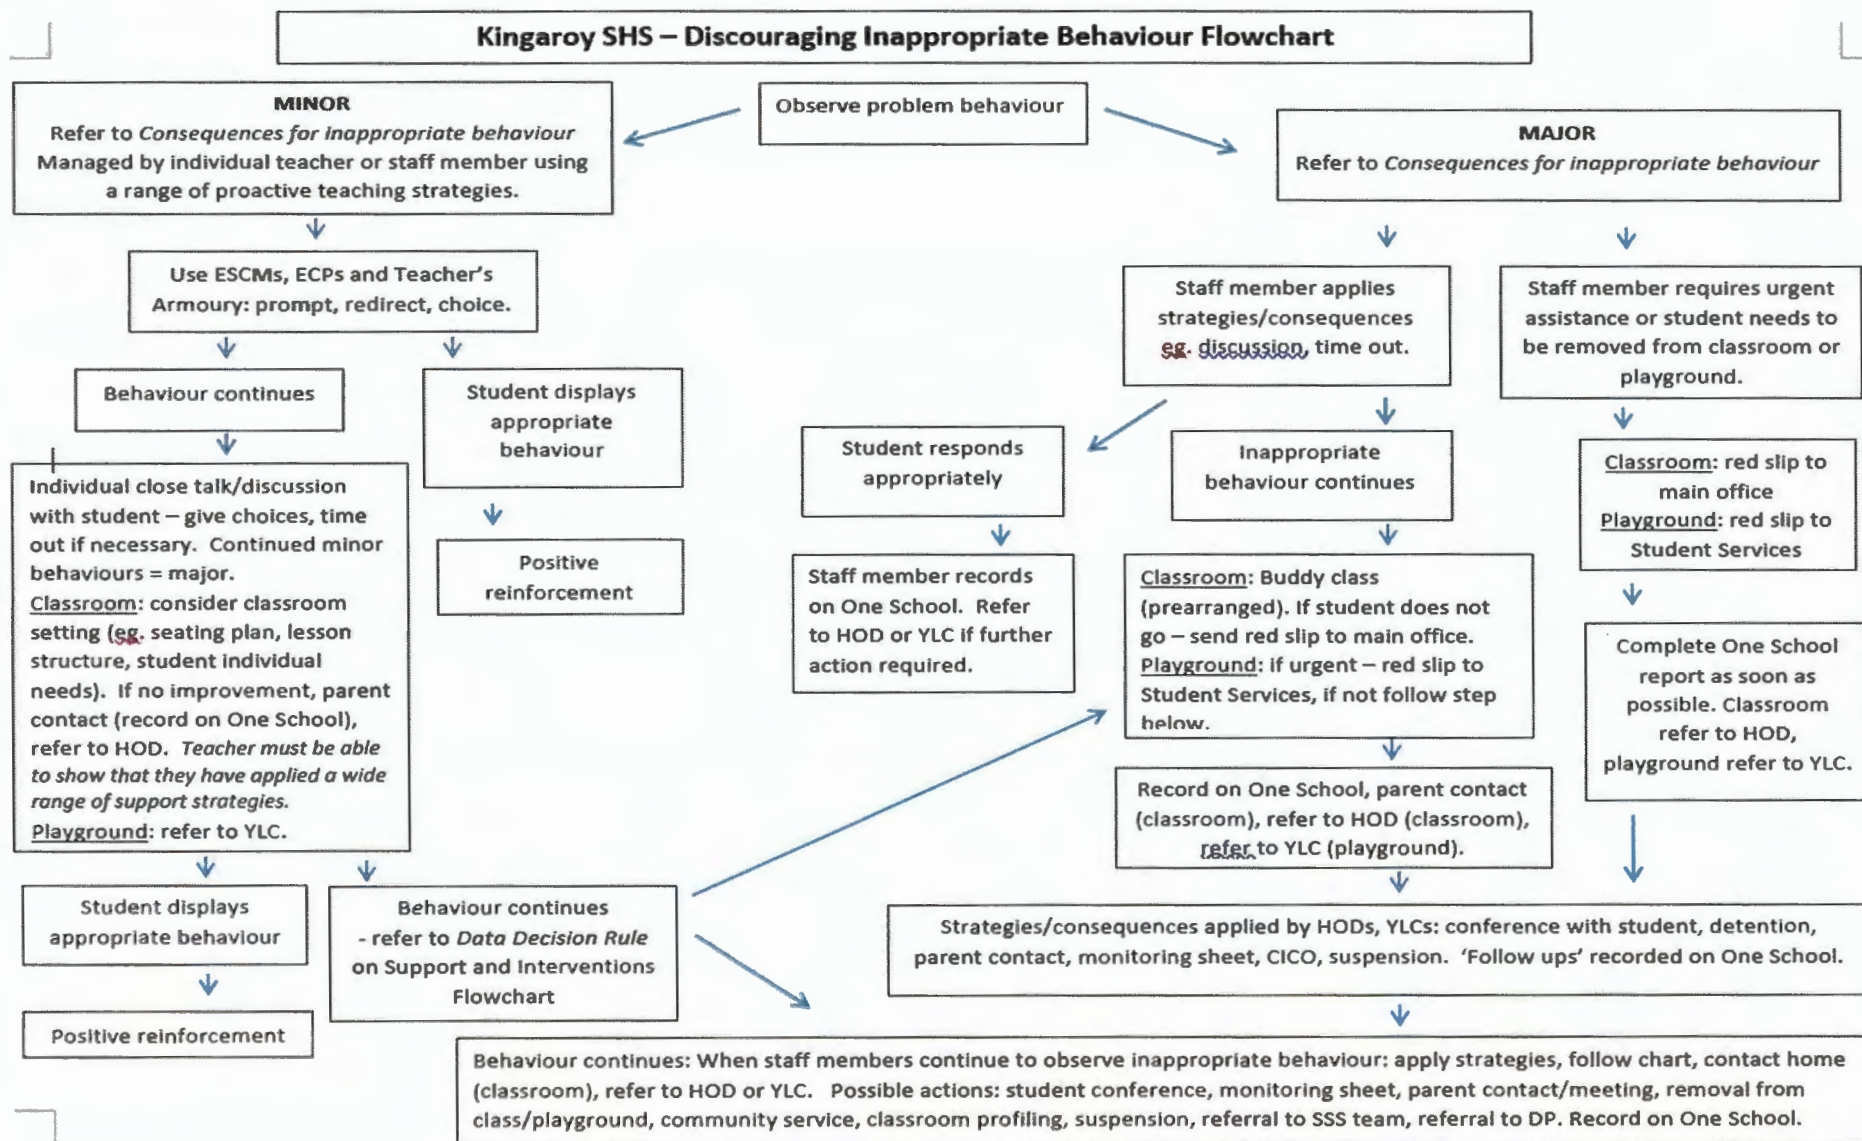 Kingaroy SHS – Discouraging Inappropriate Behaviour Flowchart
Observe problem behaviour
MINOR
Refer to Consequences for inappropriate behaviour
Managed by individual teacher or staff member using
a range of proactive teaching strategies.
MAJOR
Refer to Consequences for inappropriate behaviour
Use ESCMs, ECPs and Teacher's
Armoury: prompt, redirect, choice.
Behaviour continues
Student displays
appropriate
behaviour
Positive
reinforcement
Individual close talk/discussion
with student – give choices, time
out if necessary. Continued minor
behaviours = major.
Classroom: consider classroom
setting (eg. seating plan, lesson
structure, student individual
needs). If no improvement, parent
contact (record on One School),
refer to HOD. Teacher must be able
to show that they have applied a wide
range of support strategies.
Playground: refer to YLC.
Student displays
appropriate behaviour
Positive reinforcement
Behaviour continues
- refer to Data Decision Rule
on Support and Interventions
Flowchart
Staff member applies
strategies/consequences
eg. discussion, time out.
Student responds
appropriately
Staff member records
on One School. Refer
to HOD or YLC if further
action required.
Inappropriate
behaviour continues
Classroom: Buddy class
(prearranged). If student does not
go – send red slip to main office.
Playground: if urgent – red slip to
Student Services, if not follow step
below.
Record on One School, parent contact
(classroom), refer to HOD (classroom),
refer to YLC (playground).
Staff member requires urgent
assistance or student needs to
be removed from classroom or
playground.
Classroom: red slip to
main office
Playground: red slip to
Student Services
Complete One School
report as soon as
possible. Classroom
refer to HOD,
playground refer to YLC.
Strategies/consequences applied by HODs, YLCs: conference with student, detention,
parent contact, monitoring sheet, CICO, suspension. 'Follow ups' recorded on One School.
Behaviour continues: When staff members continue to observe inappropriate behaviour: apply strategies, follow chart, contact home
(classroom), refer to HOD or YLC. Possible actions: student conference, monitoring sheet, parent contact/meeting, removal from
class/playground, community service, classroom profiling, suspension, referral to SSS team, referral to DP. Record on One School.